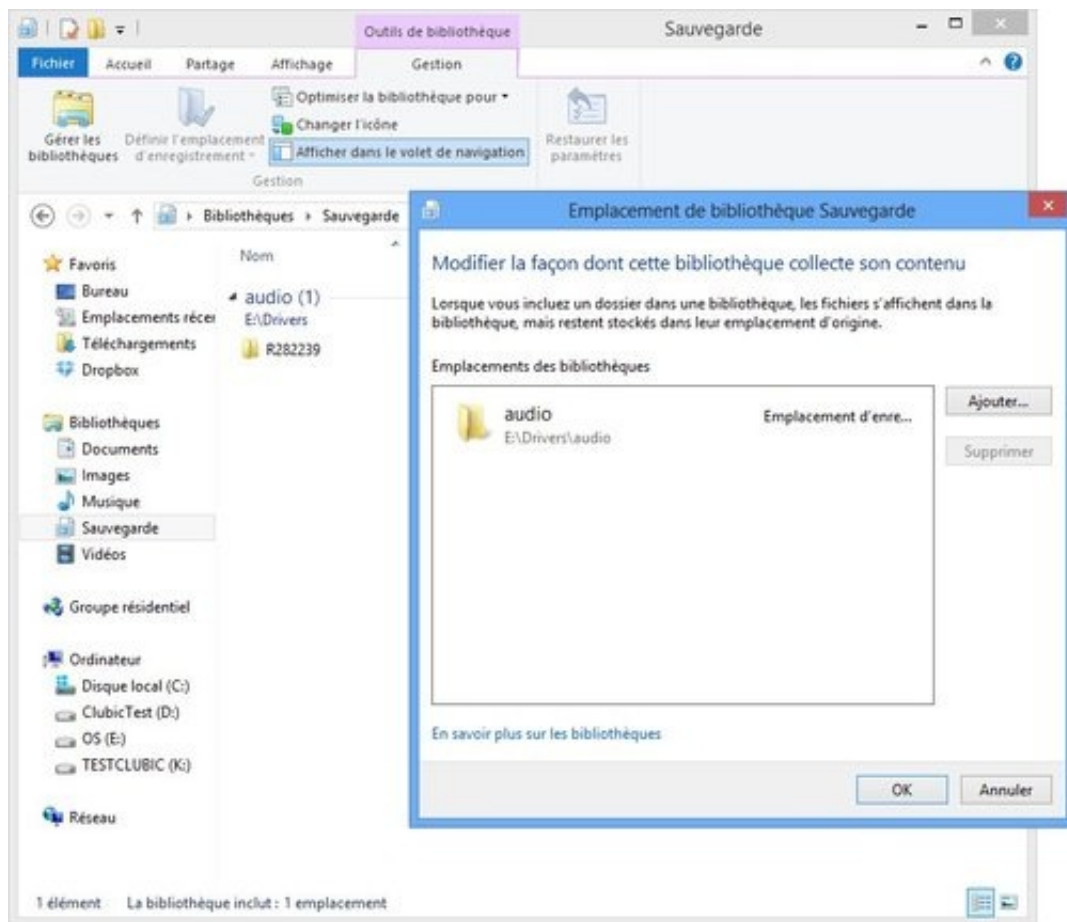 Outils de bibliothèque
Sauvegarde
Fichier
Accueil
Partage
Affichage
Gestion
Gérer les bibliothèques
Définir l'emplacement d'enregistrement
Optimiser la bibliothèque pour
Changer l'icône
Afficher dans le volet de navigation
Restaurer les paramètres
Gestion
Bibliothèques
Sauvegarde
Favoris
Bureau
Emplacements récen
Téléchargements
Dropbox
Bibliothèques
Documents
Images
Musique
Sauvegarde
Vidéos
Groupe résidentiel
Ordinateur
Disque local (C:)
ClubicTest (D:)
OS (E:)
TESTCLUBIC (K:)
Réseau
Nom
audio (1)
E:\Drivers
R282239
Emplacement de bibliothèque Sauvegarde
Modifier la façon dont cette bibliothèque collecte son contenu
Lorsque vous incluez un dossier dans une bibliothèque, les fichiers s'affichent dans la
bibliothèque, mais restent stockés dans leur emplacement d'origine.
Emplacements des bibliothèques
audio
E:\Drivers\audio
Emplacement d'enre...
Ajouter...
Supprimer
En savoir plus sur les bibliothèques
OK
Annuler
1 élément
La bibliothèque inclut : 1 emplacement